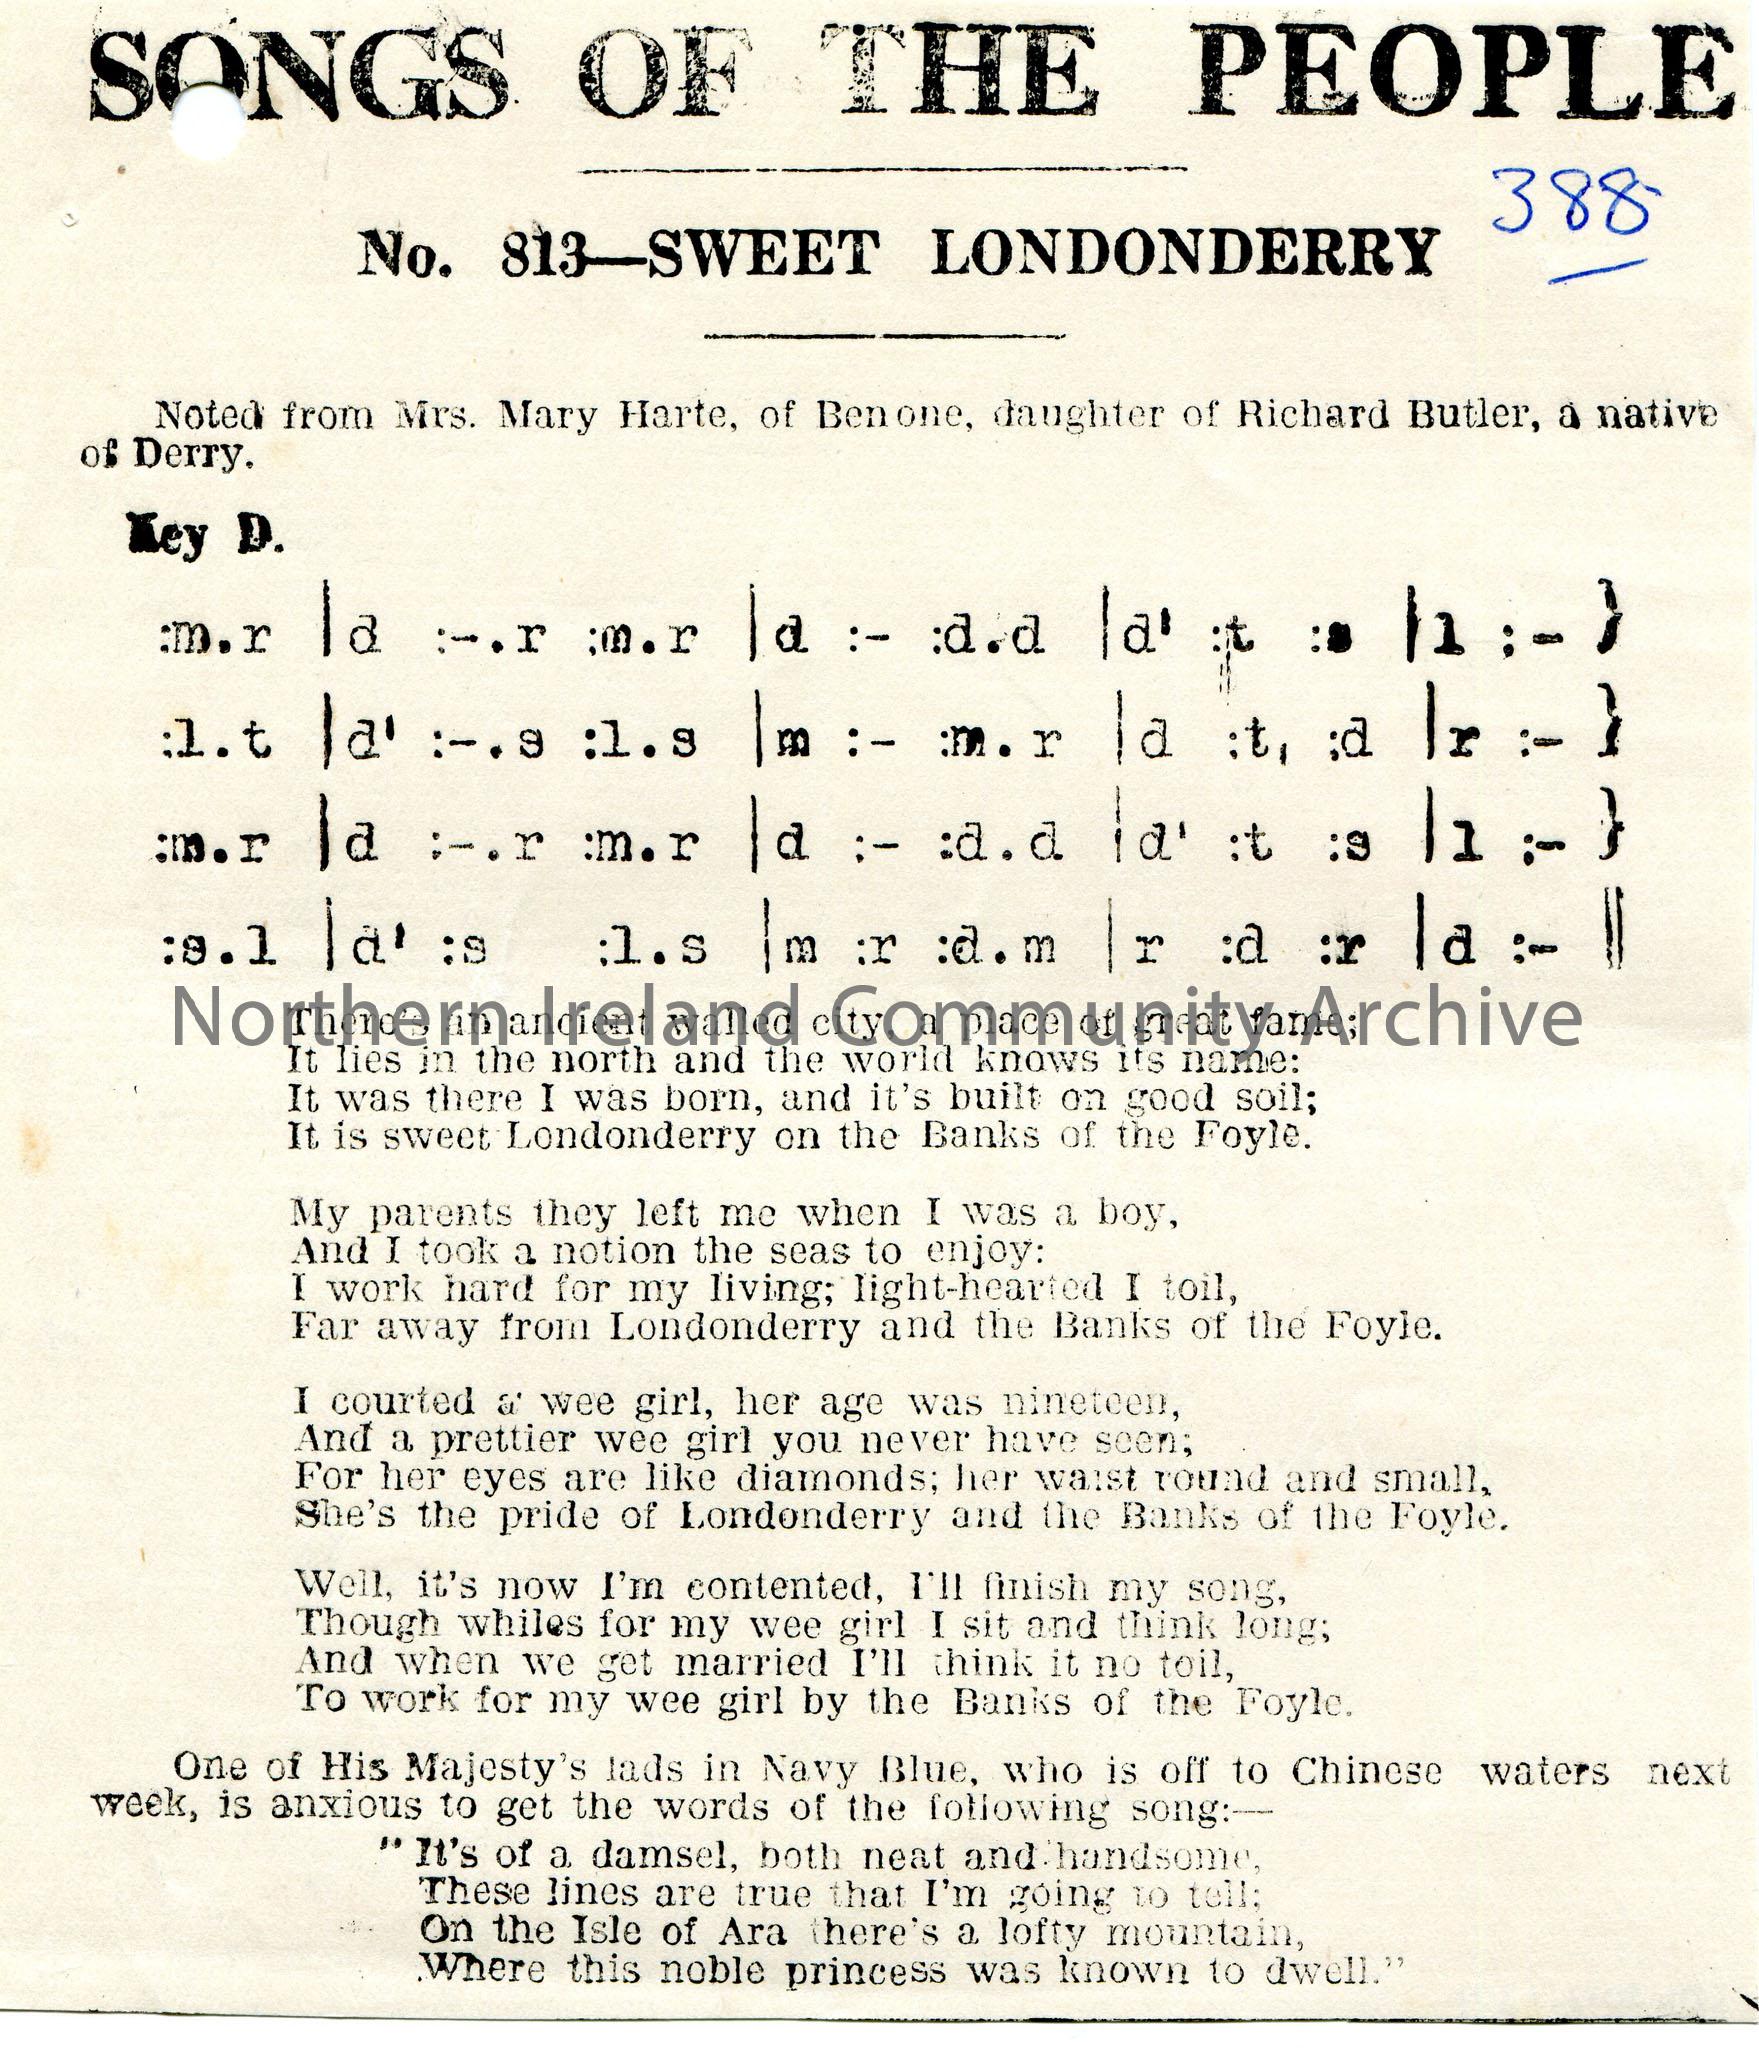 SONGS OF THE PEOPLE
388
No. 813—SWEET LONDONDERRY
Noted from Mrs. Mary Harte, of Benone, daughter of Richard Butler, a native
of Derry.
Key D.
:m.r |d :-.r :m.r |d :- :d.d |d' :t :s |l :- }
:l.t |d' :-.s :l.s |m :- :m.r |d :t, :d |r :- }
:m.r |d :-.r :m.r |d :- :d.d |d' :t :s |l :- }
:s.l |d' :s :l.s |m :r :d.m |r :d :r |d :- ||
Northern Ireland Community Archive
There's an ancient walled city, a place of great fame;
It lies in the north and the world knows its name:
It was there I was born, and it's built on good soil;
It is sweet Londonderry on the Banks of the Foyle.
My parents they left me when I was a boy,
And I took a notion the seas to enjoy:
I work hard for my living; light-hearted I toil,
Far away from Londonderry and the Banks of the Foyle.
I courted a wee girl, her age was nineteen,
And a prettier wee girl you never have seen;
For her eyes are like diamonds; her waist round and small,
She's the pride of Londonderry and the Banks of the Foyle.
Well, it's now I'm contented, I'll finish my song,
Though whiles for my wee girl I sit and think long;
And when we get married I'll think it no toil,
To work for my wee girl by the Banks of the Foyle.
One of His Majesty's lads in Navy Blue, who is off to Chinese waters next
week, is anxious to get the words of the following song:—
"It's of a damsel, both neat and handsome,
These lines are true that I'm going to tell;
On the Isle of Ara there's a lofty mountain,
Where this noble princess was known to dwell."